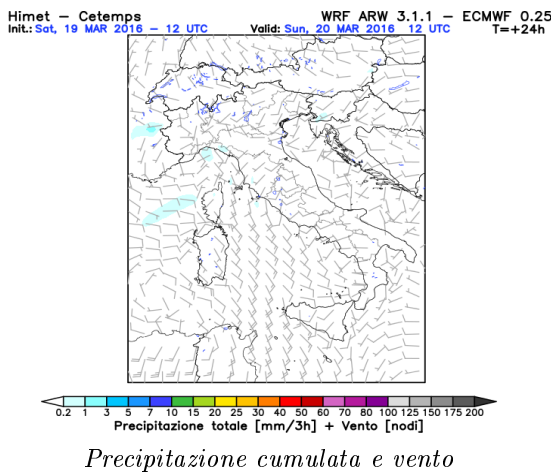 Himet – Cetemps WRF ARW 3.1.1 – ECMWF 0.25
Init.: Sat, 19 MAR 2016 – 12 UTC Valid: Sun, 20 MAR 2016 12 UTC T=+24h
0.2 1 3 5 7 10 15 20 25 30 40 50 60 70 80 100 125 150 175 200
Precipitazione totale [mm/3h] + Vento [nodi]
Precipitazione cumulata e vento